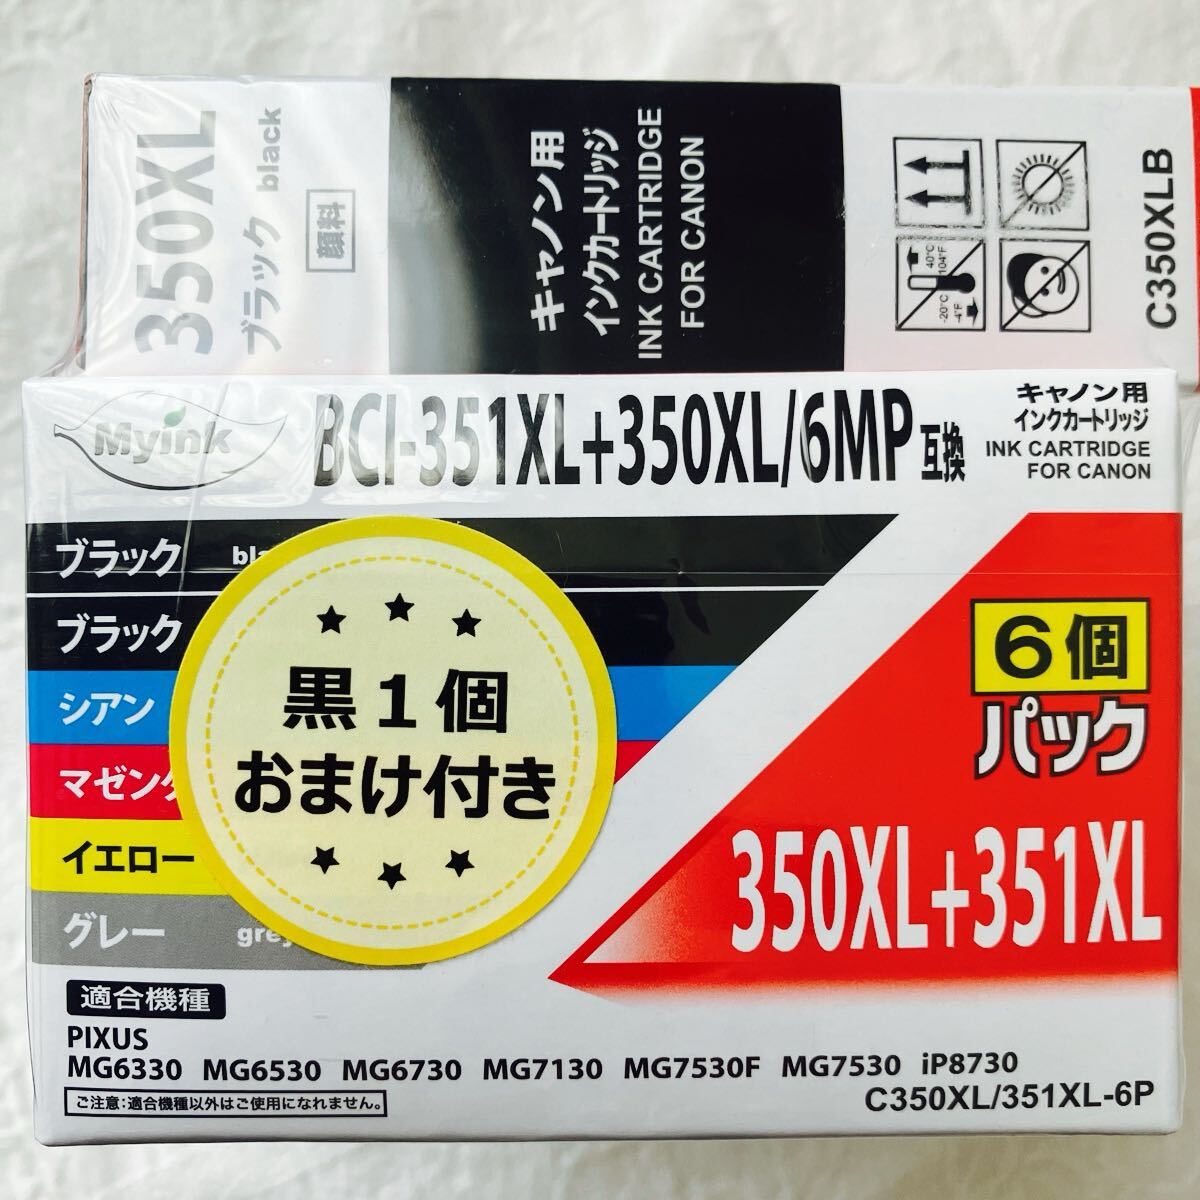 350XL
ブラック black
顔料
キャノン用
インクカートリッジ
INK CARTRIDGE
FOR CANON
40°C
104°F
-20°C
-4°F
C350XLB
Myink
BCI-351XL+350XL/6MP互換
キャノン用
インクカートリッジ
INK CARTRIDGE
FOR CANON
ブラック
ブラック
シアン
イエロー
グレー
黒1個
おまけ付き
6個
パック
350XL+351XL
適合機種
PIXUS
MG6330 MG6530 MG6730 MG7130 MG7530F MG7530 iP8730
ご注意:適合機種以外はご使用になれません。
C350XL/351XL-6P